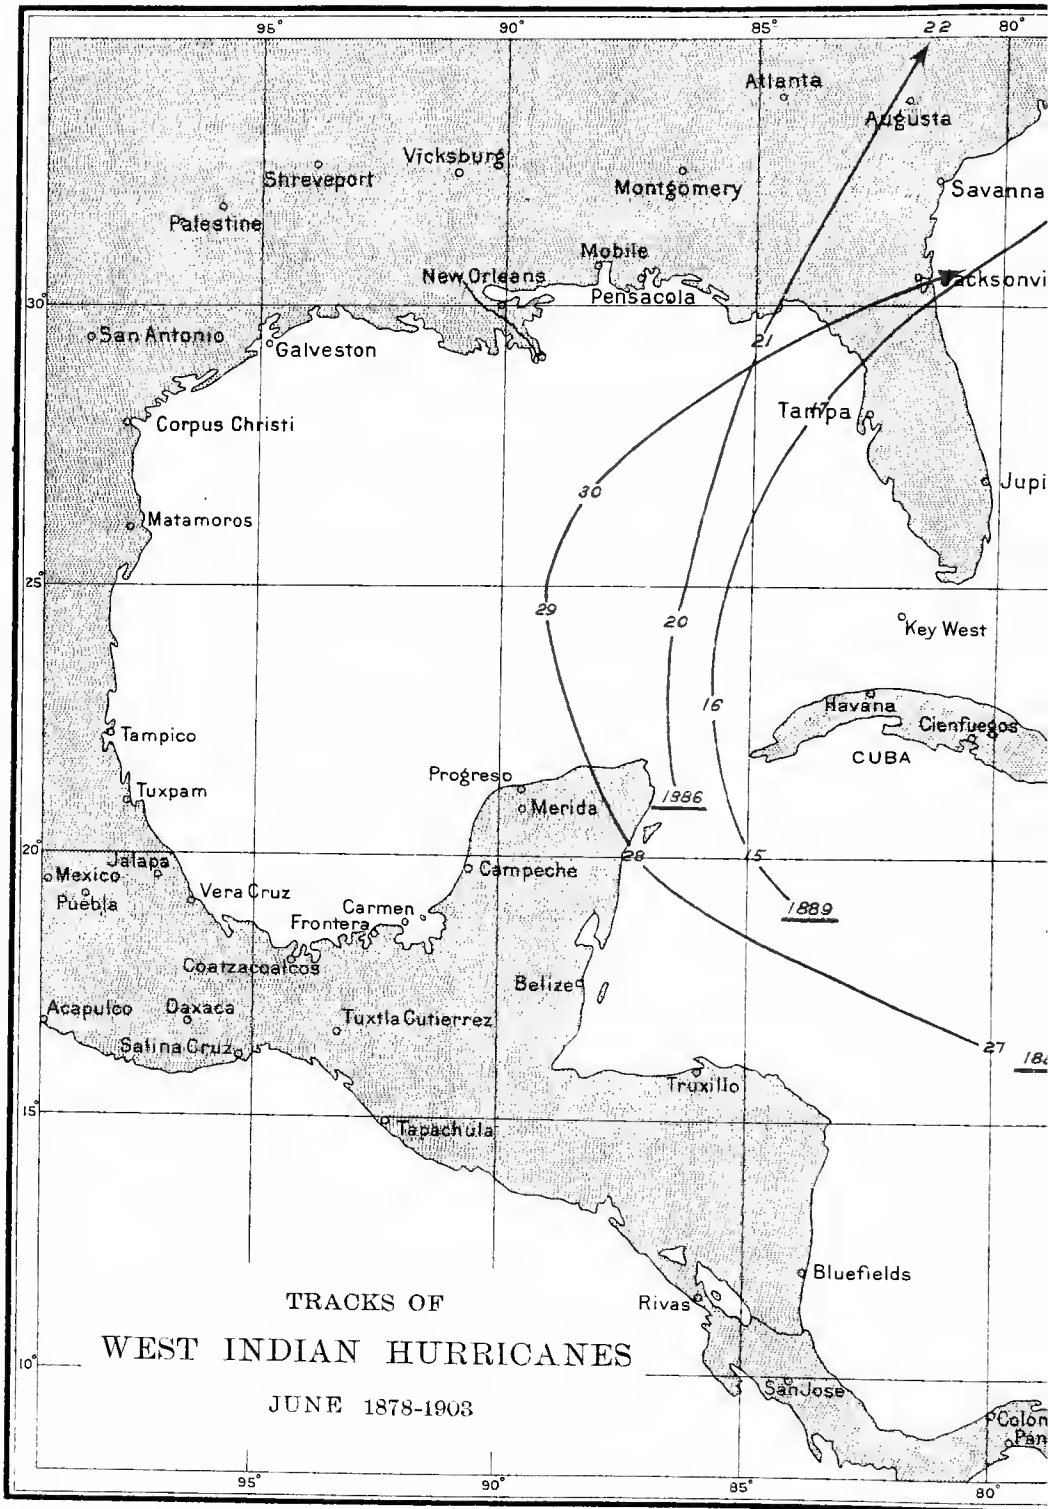 95° 90° 85° 22 80°
Atlanta
Augusta
Vicksburg
Shreveport
Montgomery
Savanna
Palestine
Mobile
New Orleans
Pensacola
Jacksonvi
30°
San Antonio
Galveston
21
Tampa
17
Corpus Christi
Jupi
30
Matamoros
25°
29
20
Key West
16
Havana
Cienfuegos
Tampico
CUBA
Progreso
Tuxpam
Merida
1886
20°
Jalapa
28
15
Mexico
Campeche
Puebla
Vera Cruz
Carmen
1889
Frontera
Coatzacoalcos
Belize
Acapulco
Oaxaca
Tuxtla Gutierrez
Salina Cruz
27
188
Truxillo
15°
Tapachula
Bluefields
Rivas
TRACKS OF
WEST INDIAN HURRICANES
JUNE 1878-1903
10°
San Jose
Colon
Pan
95° 90° 85° 80°